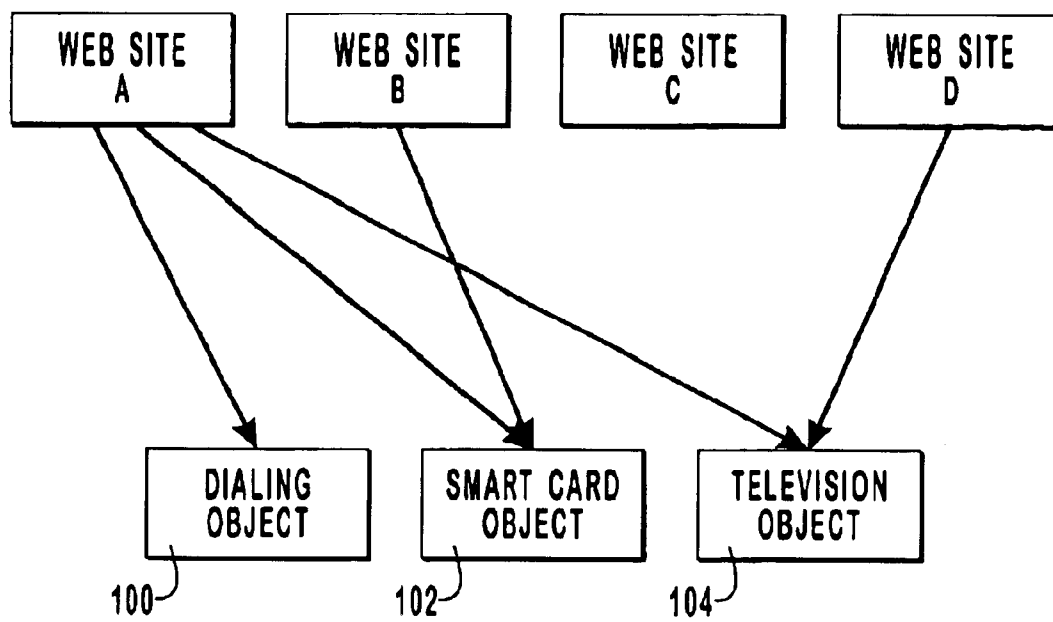 WEB SITE
A
WEB SITE
B
WEB SITE
C
WEB SITE
D
DIALING
OBJECT
SMART CARD
OBJECT
TELEVISION
OBJECT
100
102
104